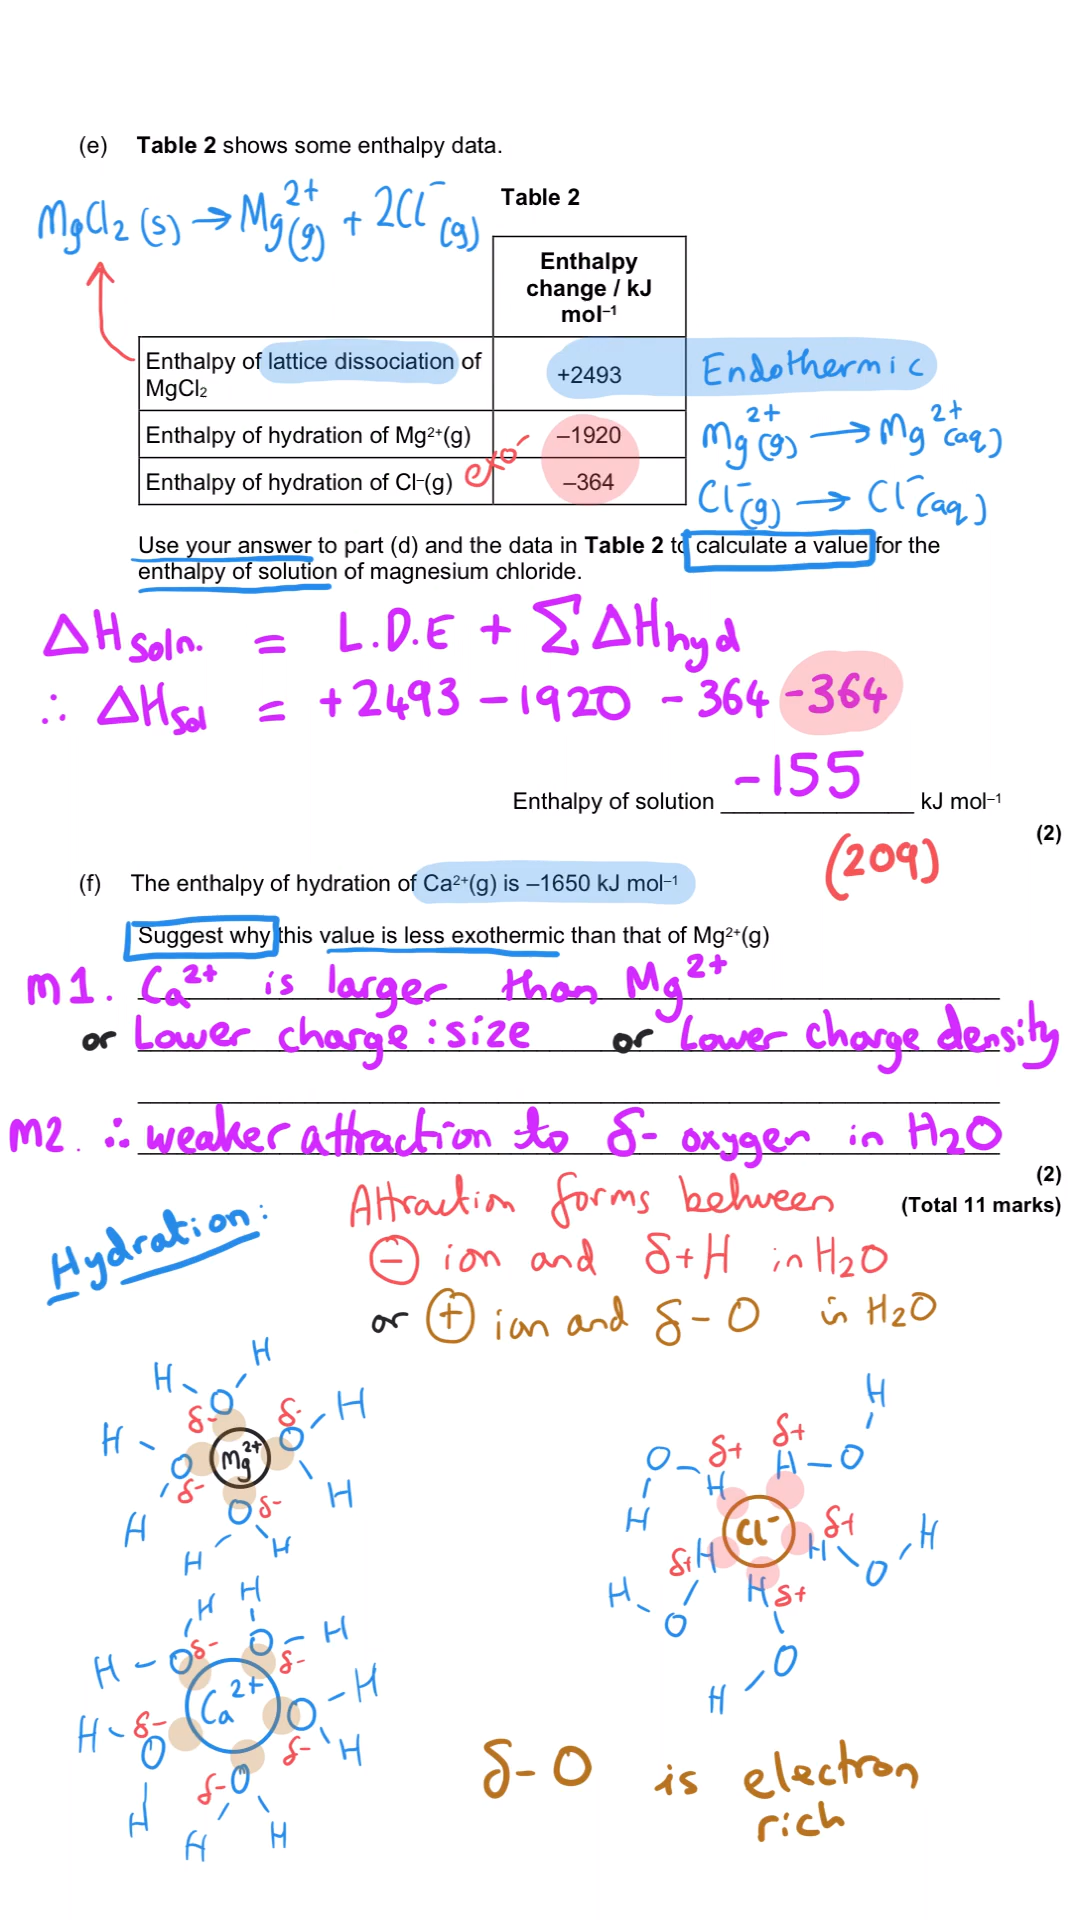 (e) Table 2 shows some enthalpy data.
MgCl₂(s) → Mg²⁺(g) + 2Cl⁻(g)
Table 2
Enthalpy change / kJ mol⁻¹
Enthalpy of lattice dissociation of MgCl₂ +2493 Endothermic
Enthalpy of hydration of Mg²⁺(g) –1920 Mg²⁺(g) → Mg²⁺(aq)
exo
Enthalpy of hydration of Cl⁻(g) –364 Cl⁻(g) → Cl⁻(aq)
Use your answer to part (d) and the data in Table 2 to calculate a value for the
enthalpy of solution of magnesium chloride.
ΔHsoln. = L.D.E + ΣΔHhyd
∴ ΔHsol = +2493 –1920 –364 –364
–155
Enthalpy of solution ________ kJ mol⁻¹
(2)
(209)
(f) The enthalpy of hydration of Ca²⁺(g) is –1650 kJ mol⁻¹
Suggest why this value is less exothermic than that of Mg²⁺(g)
m1. Ca²⁺ is larger than Mg²⁺
or Lower charge : size or Lower charge density
m2. ∴ weaker attraction to δ- oxygen in H₂O
(2)
(Total 11 marks)
Hydration:
Attraction forms between
⊖ ion and δ+H in H₂O
or ⊕ ion and δ-O in H₂O
H H
H O δ- δ- O H
H O δ- Mg²⁺ H
H O δ- H H
H
O H δ+ δ+ H O
H Cl⁻ δ+ H O H
δ+ H H δ+
H O O
H
H H
H O δ- O δ- H
H δ- O Ca²⁺ O δ- H
H δ- O H
H H
δ-O is electron
rich